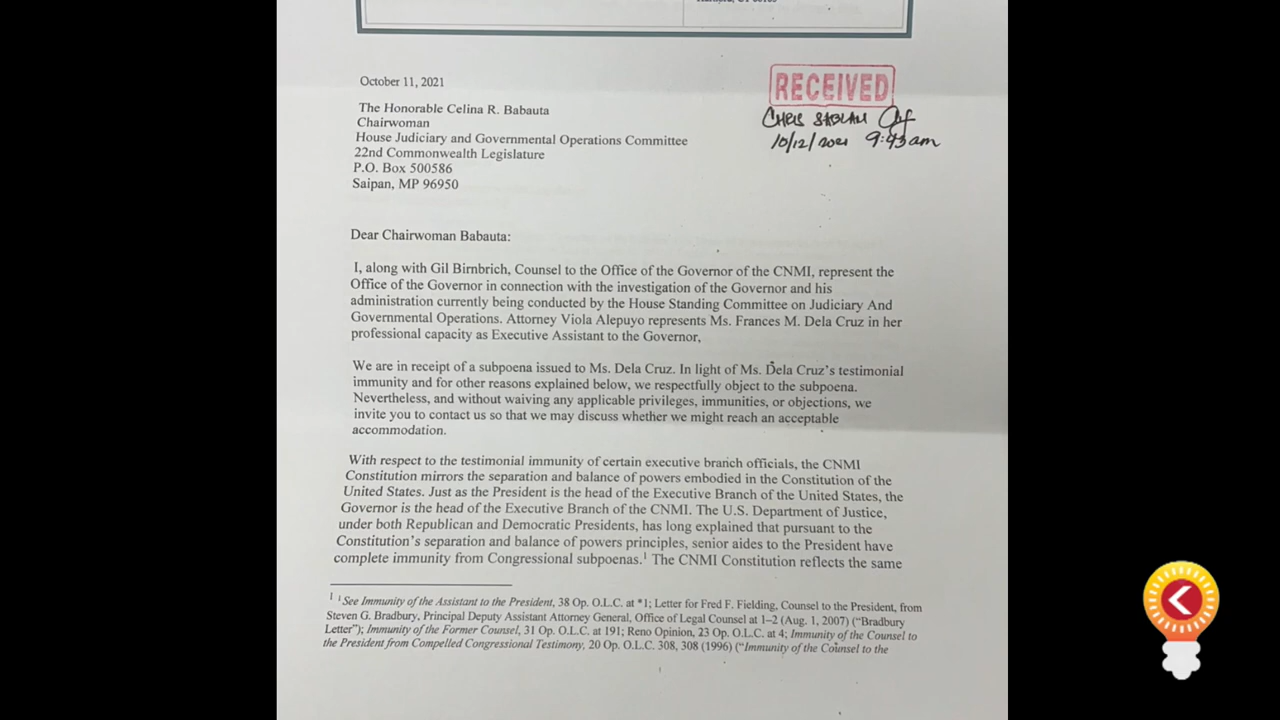 October 11, 2021
RECEIVED
10/12/2021 9:43am
The Honorable Celina R. Babauta
Chairwoman
House Judiciary and Governmental Operations Committee
22nd Commonwealth Legislature
P.O. Box 500586
Saipan, MP 96950
Dear Chairwoman Babauta:
I, along with Gil Birnbrich, Counsel to the Office of the Governor of the CNMI, represent the
Office of the Governor in connection with the investigation of the Governor and his
administration currently being conducted by the House Standing Committee on Judiciary And
Governmental Operations. Attorney Viola Alepuyo represents Ms. Frances M. Dela Cruz in her
professional capacity as Executive Assistant to the Governor,
We are in receipt of a subpoena issued to Ms. Dela Cruz. In light of Ms. Dela Cruz's testimonial
immunity and for other reasons explained below, we respectfully object to the subpoena.
Nevertheless, and without waiving any applicable privileges, immunities, or objections, we
invite you to contact us so that we may discuss whether we might reach an acceptable
accommodation.
With respect to the testimonial immunity of certain executive branch officials, the CNMI
Constitution mirrors the separation and balance of powers embodied in the Constitution of the
United States. Just as the President is the head of the Executive Branch of the United States, the
Governor is the head of the Executive Branch of the CNMI. The U.S. Department of Justice,
under both Republican and Democratic Presidents, has long explained that pursuant to the
Constitution's separation and balance of powers principles, senior aides to the President have
complete immunity from Congressional subpoenas.¹ The CNMI Constitution reflects the same
1 ¹ See Immunity of the Assistant to the President, 38 Op. O.L.C. at *1; Letter for Fred F. Fielding, Counsel to the President, from
Steven G. Bradbury, Principal Deputy Assistant Attorney General, Office of Legal Counsel at 1–2 (Aug. 1, 2007) ("Bradbury
Letter"); Immunity of the Former Counsel, 31 Op. O.L.C. at 191; Reno Opinion, 23 Op. O.L.C. at 4; Immunity of the Counsel to
the President from Compelled Congressional Testimony, 20 Op. O.L.C. 308, 308 (1996) ("Immunity of the Counsel to the